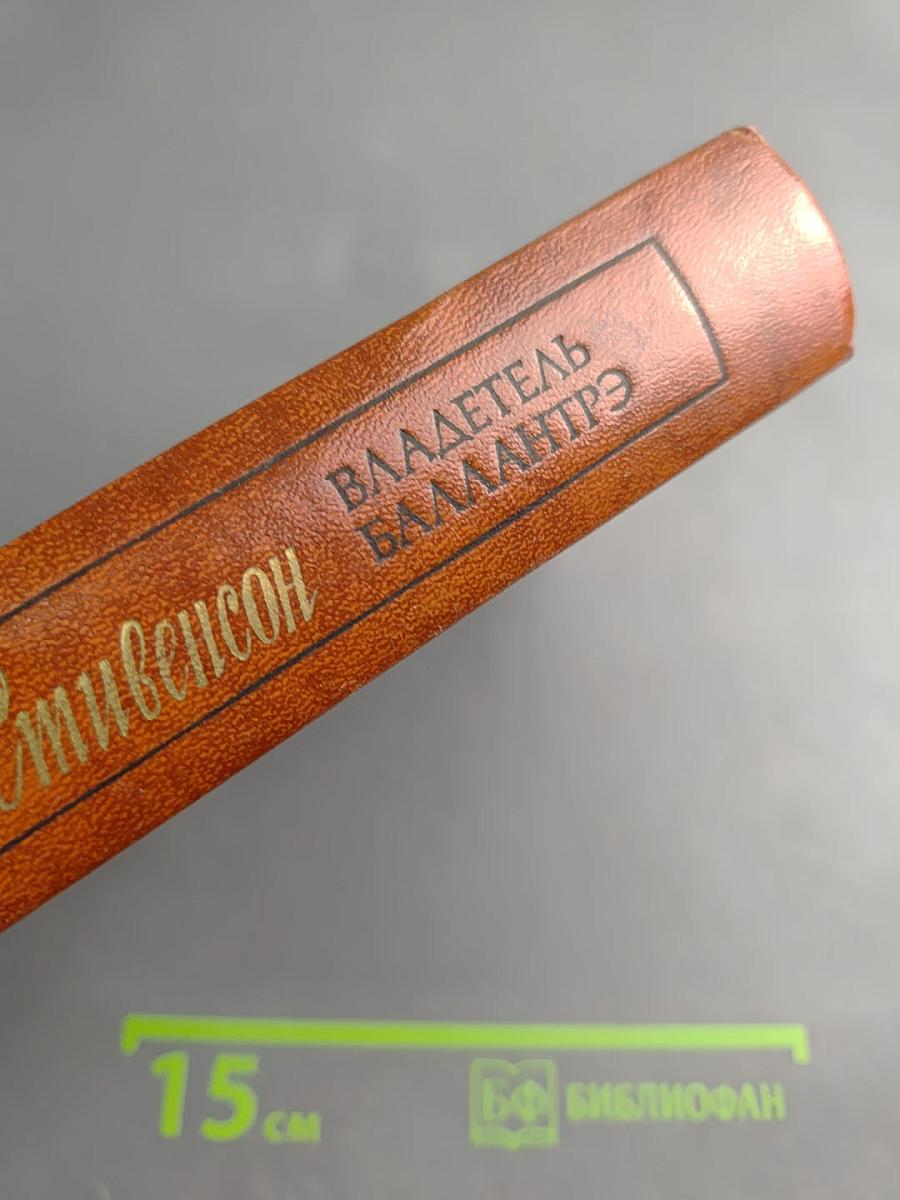 Стивенсон
ВЛАДЕТЕЛЬ
БАЛЛАНТРЭ
15 см
БФ БИБЛИОФАН